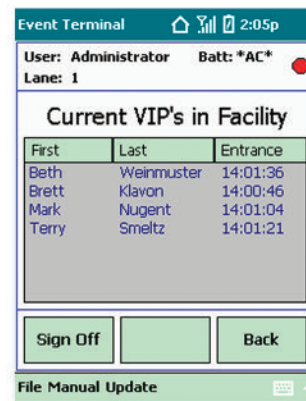 Event Terminal 2:05p
User: Administrator Batt: *AC*
Lane: 1
Current VIP's in Facility
First Last Entrance
Beth Weinmuster 14:01:36
Brett Klavon 14:00:46
Mark Nugent 14:01:04
Terry Smeltz 14:01:21
Sign Off Back
File Manual Update